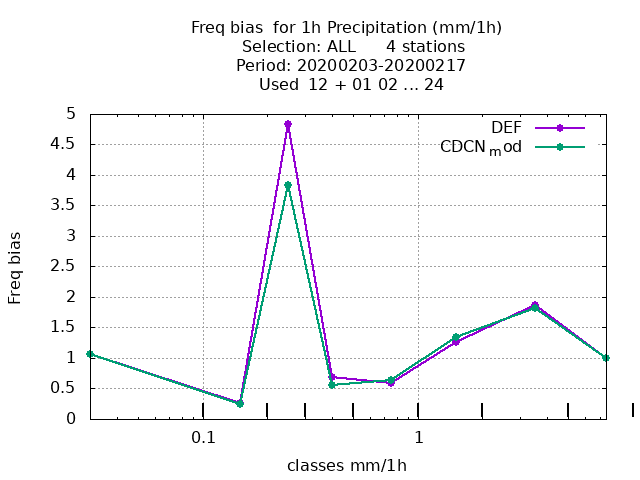 Freq bias  for 1h Precipitation (mm/1h)
Selection: ALL      4 stations
Period: 20200203-20200217
Used  12 + 01 02 ... 24
DEF
CDCN_mod
5
4.5
4
3.5
3
2.5
2
1.5
1
0.5
0
Freq bias
0.1
1
classes mm/1h